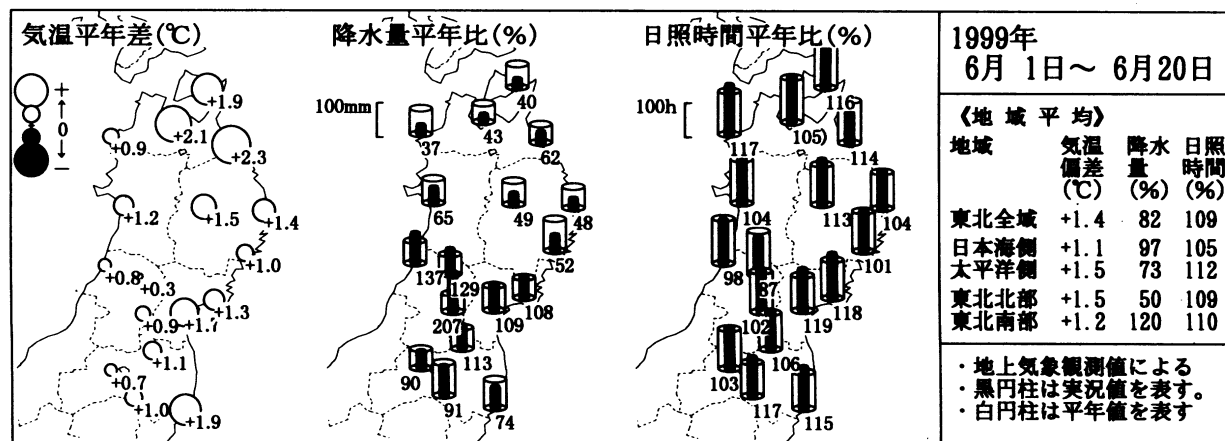 気温平年差(℃)
+
0
−
+1.9
+2.1
+0.9
+2.3
+1.2
+1.5
+1.4
+1.0
+0.8
+0.3
+1.3
+0.9
+1.7
+1.1
+0.7
+1.0
+1.9
降水量平年比(%)
100mm
40
43
37
62
65
49
48
52
137
129
108
207
109
113
90
91
74
日照時間平年比(%)
100h
116
105)
117
114
104
113
104
101
98
87
118
102
119
106
103
117
115
1999年
6月 1日〜 6月20日
《地 域 平 均》
地域 気温 降水 日照
偏差 量 時間
(℃) (%) (%)
東北全域 +1.4 82 109
日本海側 +1.1 97 105
太平洋側 +1.5 73 112
東北北部 +1.5 50 109
東北南部 +1.2 120 110
・地上気象観測値による
・黒円柱は実況値を表す。
・白円柱は平年値を表す